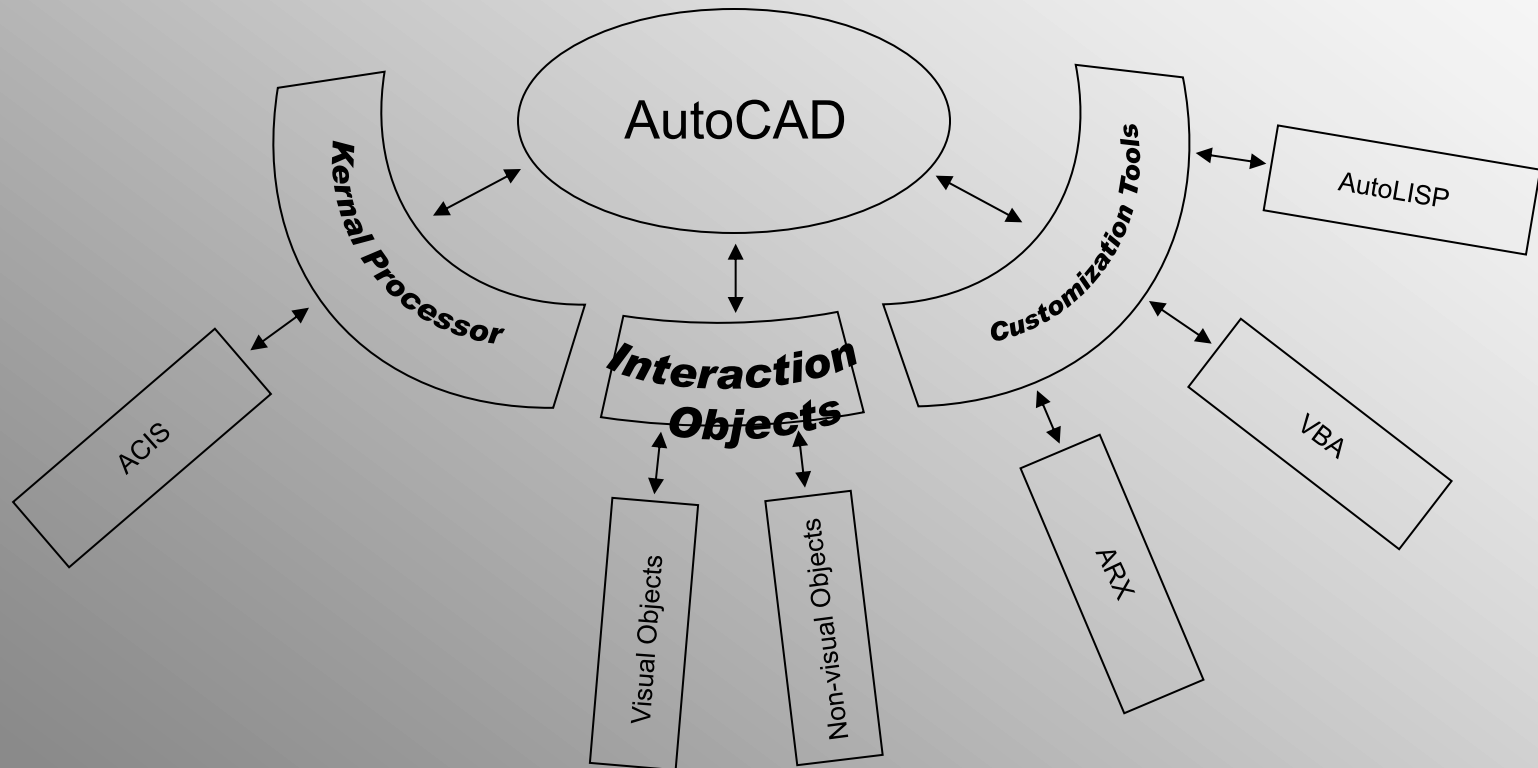 AutoCAD
Kernal Processor
Interaction
Objects
Customization Tools
AutoLISP
VBA
ARX
ACIS
Visual Objects
Non-visual Objects